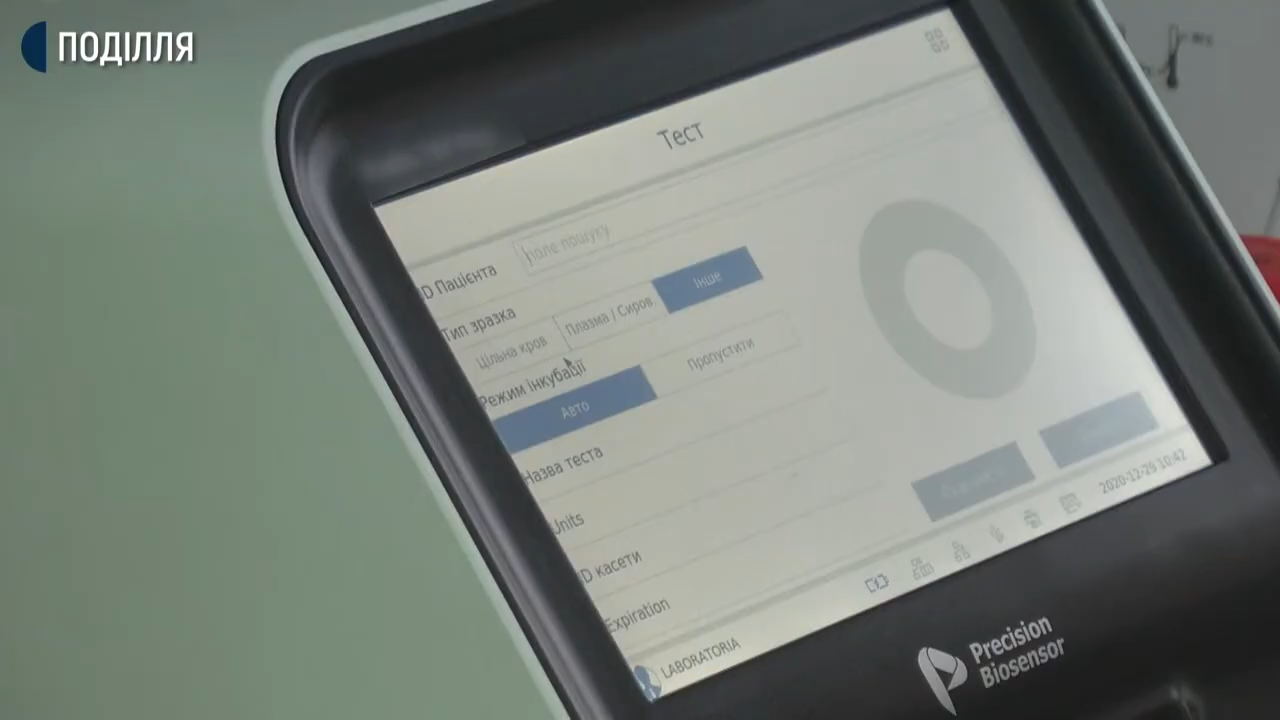 ПОДІЛЛЯ
Тест
ID Пацієнта
поле пошуку
Тип зразка
Цільна кров
Плазма / Сиров.
Інше
Режим інкубації
Авто
Пропустити
Назва теста
Units
ID касети
Expiration
LABORATORIA
2020-12-29 10:42
Precision
Biosensor